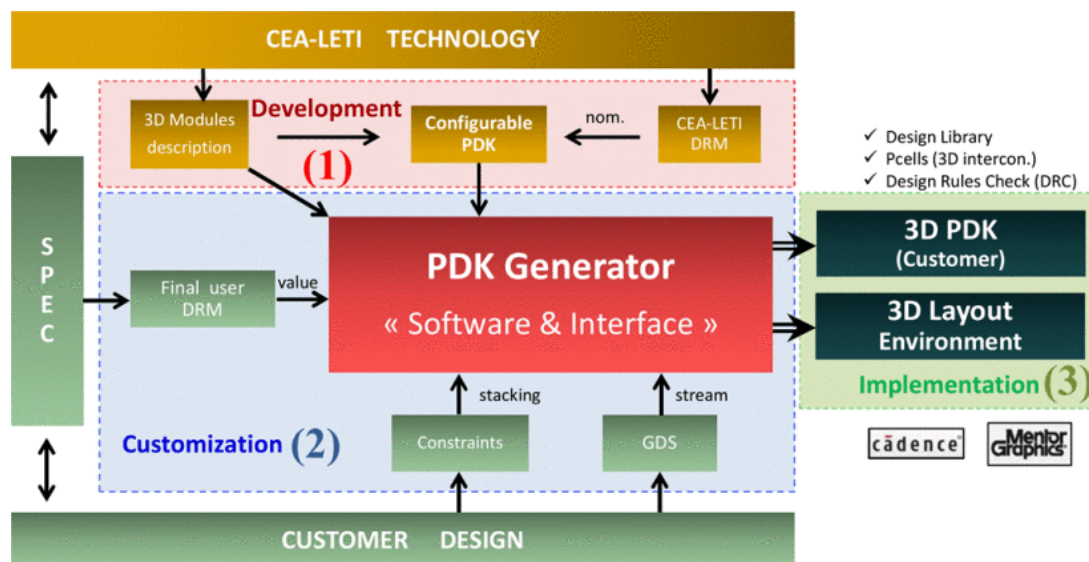 CEA-LETI TECHNOLOGY
3D Modules
description
Development
(1)
Configurable
PDK
nom.
CEA-LETI
DRM
✓ Design Library
✓ Pcells (3D intercon.)
✓ Design Rules Check (DRC)
SPEC
Final user
DRM
value
PDK Generator
« Software & Interface »
3D PDK
(Customer)
3D Layout
Environment
Implementation (3)
stacking
stream
Customization (2)
Constraints
GDS
cādence®
Mentor
Graphics®
CUSTOMER DESIGN